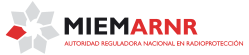 MIEMARNR
AUTORIDAD REGULADORA NACIONAL EN RADIOPROTECCIÓN